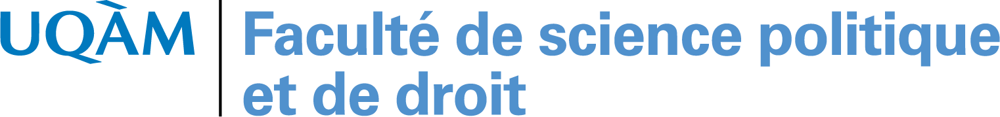 UQÀM
Faculté de science politique
et de droit